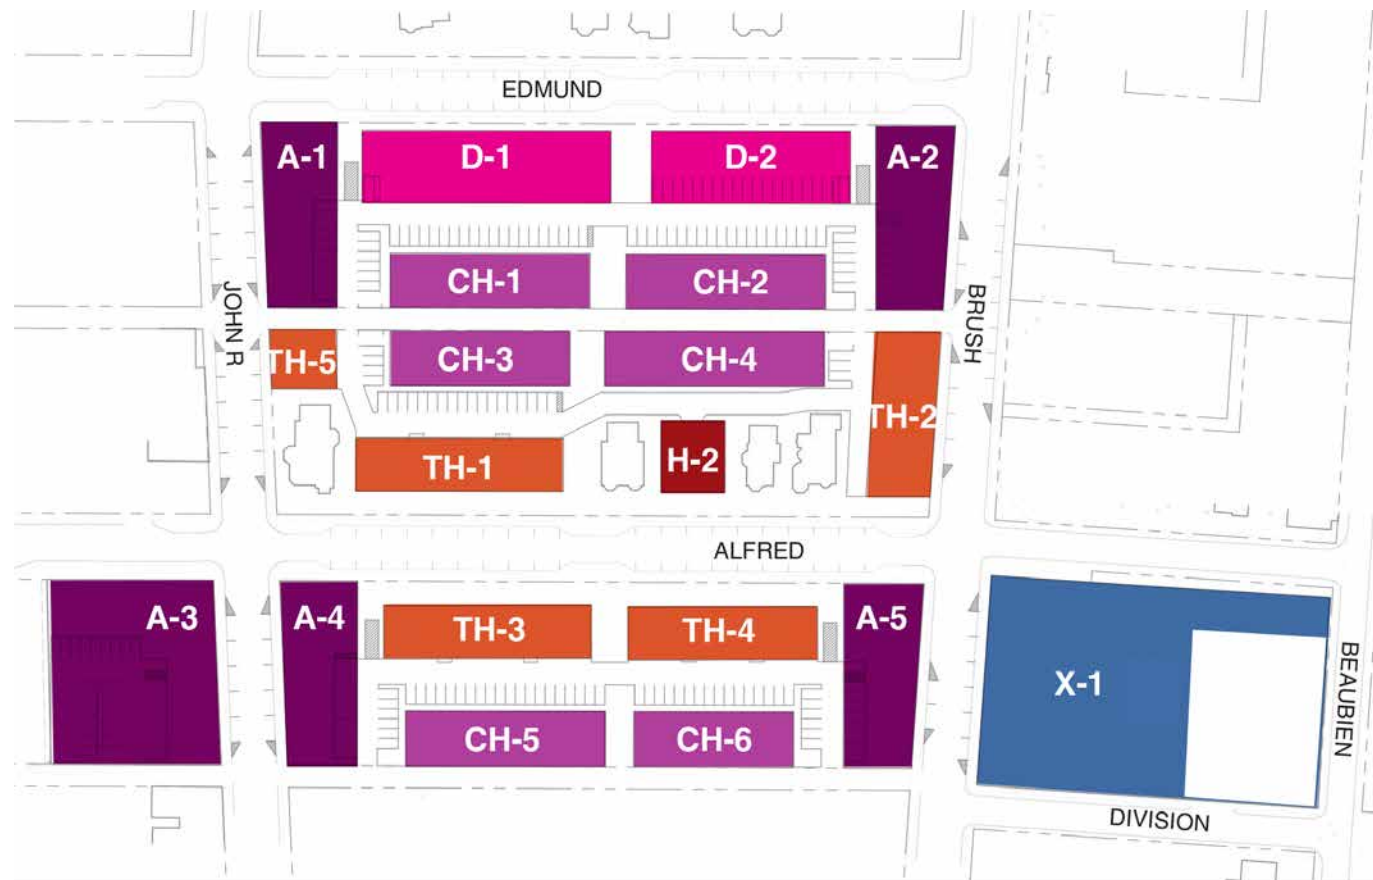 EDMUND
A-1
D-1
D-2
A-2
CH-1
CH-2
JOHN R
BRUSH
TH-5
CH-3
CH-4
TH-2
TH-1
H-2
ALFRED
A-3
A-4
TH-3
TH-4
A-5
X-1
BEAUBIEN
CH-5
CH-6
DIVISION